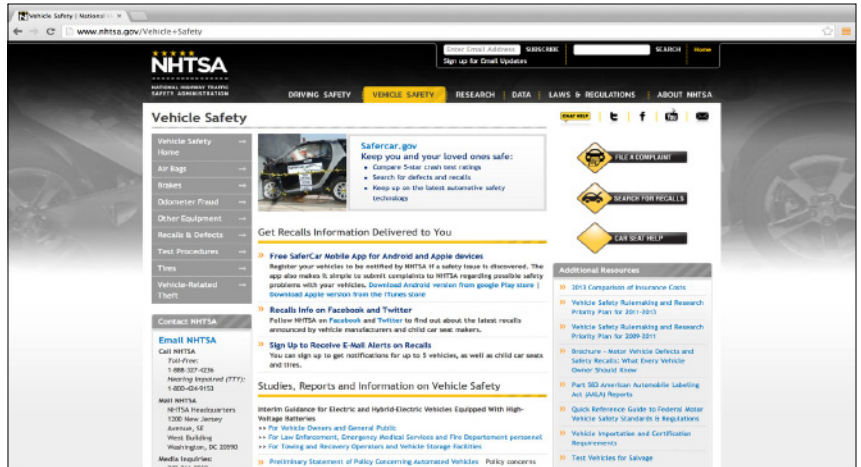 Vehicle Safety | National
www.nhtsa.gov/Vehicle+Safety
Enter Email Address SUBSCRIBE SEARCH Home
Sign up for Email Updates
NHTSA
NATIONAL HIGHWAY TRAFFIC
SAFETY ADMINISTRATION
DRIVING SAFETY VEHICLE SAFETY RESEARCH DATA LAWS & REGULATIONS ABOUT NHTSA
Vehicle Safety
CHAT HELP
Vehicle Safety
Home
Air Bags
Brakes
Odometer Fraud
Other Equipment
Recalls & Defects
Test Procedures
Tires
Vehicle-Related
Theft
Contact NHTSA
Email NHTSA
Call NHTSA
Toll-Free:
1-888-327-4236
Hearing Impaired (TTY):
1-800-424-9153
Mail NHTSA
NHTSA Headquarters
1200 New Jersey
Avenue, SE
West Building
Washington, DC 20590
Media Inquiries:
Safercar.gov
Keep you and your loved ones safe:
Compare 5-star crash test ratings
Search for defects and recalls
Keep up on the latest automotive safety
technology
Get Recalls Information Delivered to You
Free SaferCar Mobile App for Android and Apple devices
Register your vehicles to be notified by NHTSA if a safety issue is discovered. The
app also makes it simple to submit complaints to NHTSA regarding possible safety
problems with your vehicles. Download Android version from google Play store |
Download Apple version from the iTunes store
Recalls Info on Facebook and Twitter
Follow NHTSA on Facebook and Twitter to find out about the latest recalls
announced by vehicle manufacturers and child car seat makers.
Sign Up to Receive E-Mail Alerts on Recalls
You can sign up to get notifications for up to 5 vehicles, as well as child car seats
and tires.
Studies, Reports and Information on Vehicle Safety
Interim Guidance for Electric and Hybrid-Electric Vehicles Equipped With High-
Voltage Batteries
>> For Vehicle Owners and General Public
>> For Law Enforcement, Emergency Medical Services and Fire Departement personnel
>> For Towing and Recovery Operators and Vehicle Storage Facilities
Preliminary Statement of Policy Concerning Automated Vehicles Policy concerns
FILE A COMPLAINT
SEARCH FOR RECALLS
CAR SEAT HELP
Additional Resources
2013 Comparison of Insurance Costs
Vehicle Safety Rulemaking and Research
Priority Plan for 2011-2013
Vehicle Safety Rulemaking and Research
Priority Plan for 2009-2011
Brochure - Motor Vehicle Defects and
Safety Recalls: What Every Vehicle
Owner Should Know
Part 583 American Automobile Labeling
Act (AALA) Reports
Quick Reference Guide to Federal Motor
Vehicle Safety Standards & Regulations
Vehicle Importation and Certification
Requirements
Test Vehicles for Salvage